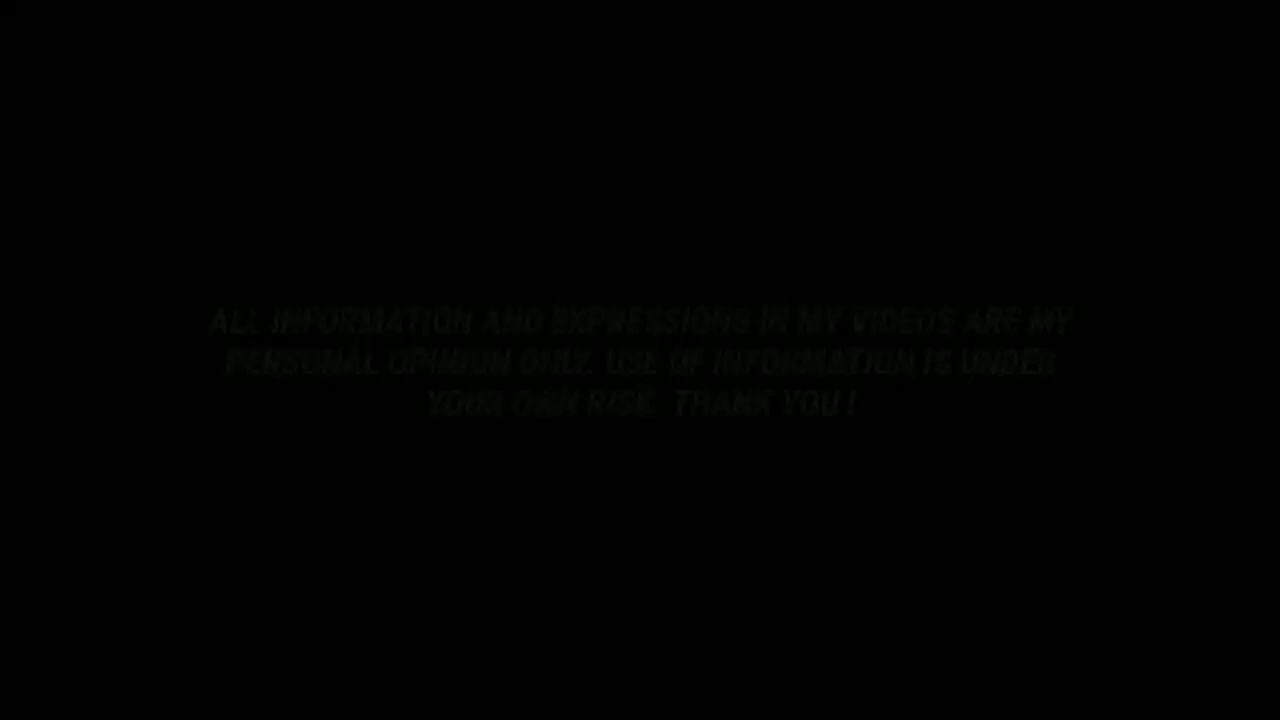 ALL INFORMATION AND EXPRESSIONS IN MY VIDEOS ARE MY
PERSONAL OPINION ONLY. USE OF INFORMATION IS UNDER
YOUR OWN RISK. THANK YOU !